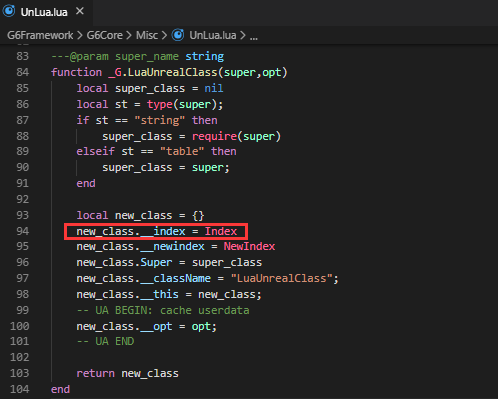 UnLua.lua ×
G6Framework > G6Core > Misc > UnLua.lua > ...
83 ---@param super_name string
84 function _G.LuaUnrealClass(super,opt)
85 local super_class = nil
86 local st = type(super);
87 if st == "string" then
88 super_class = require(super)
89 elseif st == "table" then
90 super_class = super;
91 end
92
93 local new_class = {}
94 new_class.__index = Index
95 new_class.__newindex = NewIndex
96 new_class.Super = super_class
97 new_class.__className = "LuaUnrealClass";
98 new_class.__this = new_class;
99 -- UA BEGIN: cache userdata
100 new_class.__opt = opt;
101 -- UA END
102
103 return new_class
104 end